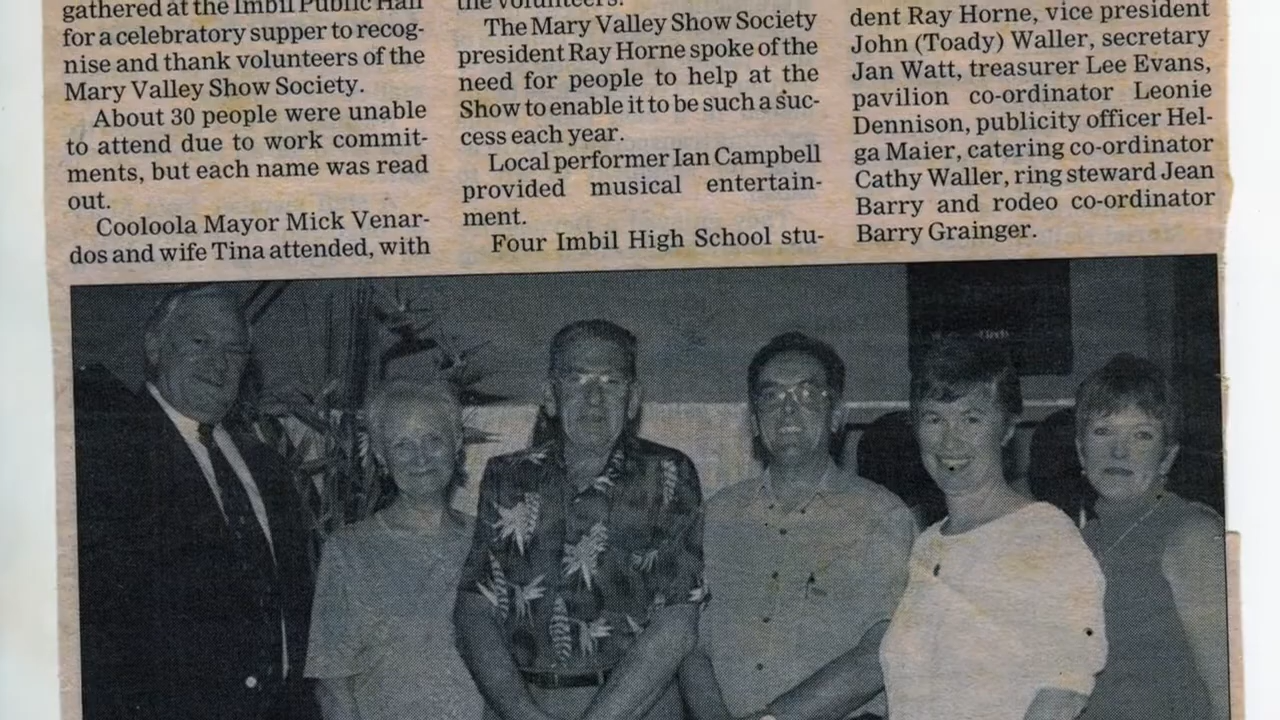 gathered at the Imbil Public Hall
for a celebratory supper to recog-
nise and thank volunteers of the
Mary Valley Show Society.
About 30 people were unable
to attend due to work commit-
ments, but each name was read
out.
Cooloola Mayor Mick Venar-
dos and wife Tina attended, with
the volunteers.
The Mary Valley Show Society
president Ray Horne spoke of the
need for people to help at the
Show to enable it to be such a suc-
cess each year.
Local performer Ian Campbell
provided musical entertain-
ment.
Four Imbil High School stu-
dent Ray Horne, vice president
John (Toady) Waller, secretary
Jan Watt, treasurer Lee Evans,
pavilion co-ordinator Leonie
Dennison, publicity officer Hel-
ga Maier, catering co-ordinator
Cathy Waller, ring steward Jean
Barry and rodeo co-ordinator
Barry Grainger.